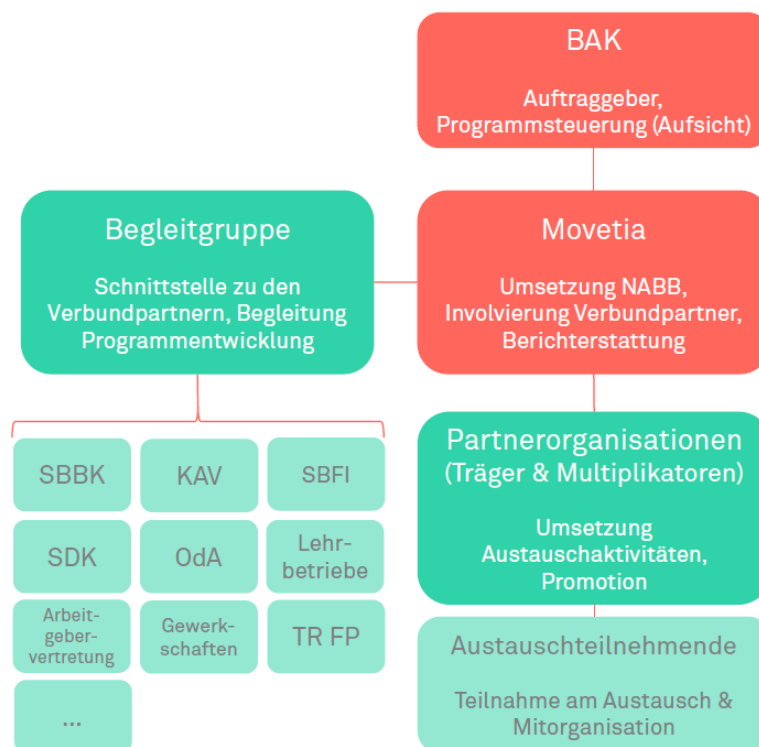 BAK
Auftraggeber,
Programmsteuerung (Aufsicht)
Begleitgruppe
Schnittstelle zu den
Verbundpartnern, Begleitung
Programmentwicklung
Movetia
Umsetzung NABB,
Involvierung Verbundpartner,
Berichterstattung
SBBK
KAV
SBFI
SDK
OdA
Lehr-
betriebe
Arbeit-
geber-
vertretung
Gewerk-
schaften
TR FP
...
Partnerorganisationen
(Träger & Multiplikatoren)
Umsetzung
Austauschaktivitäten,
Promotion
Austauschteilnehmende
Teilnahme am Austausch &
Mitorganisation